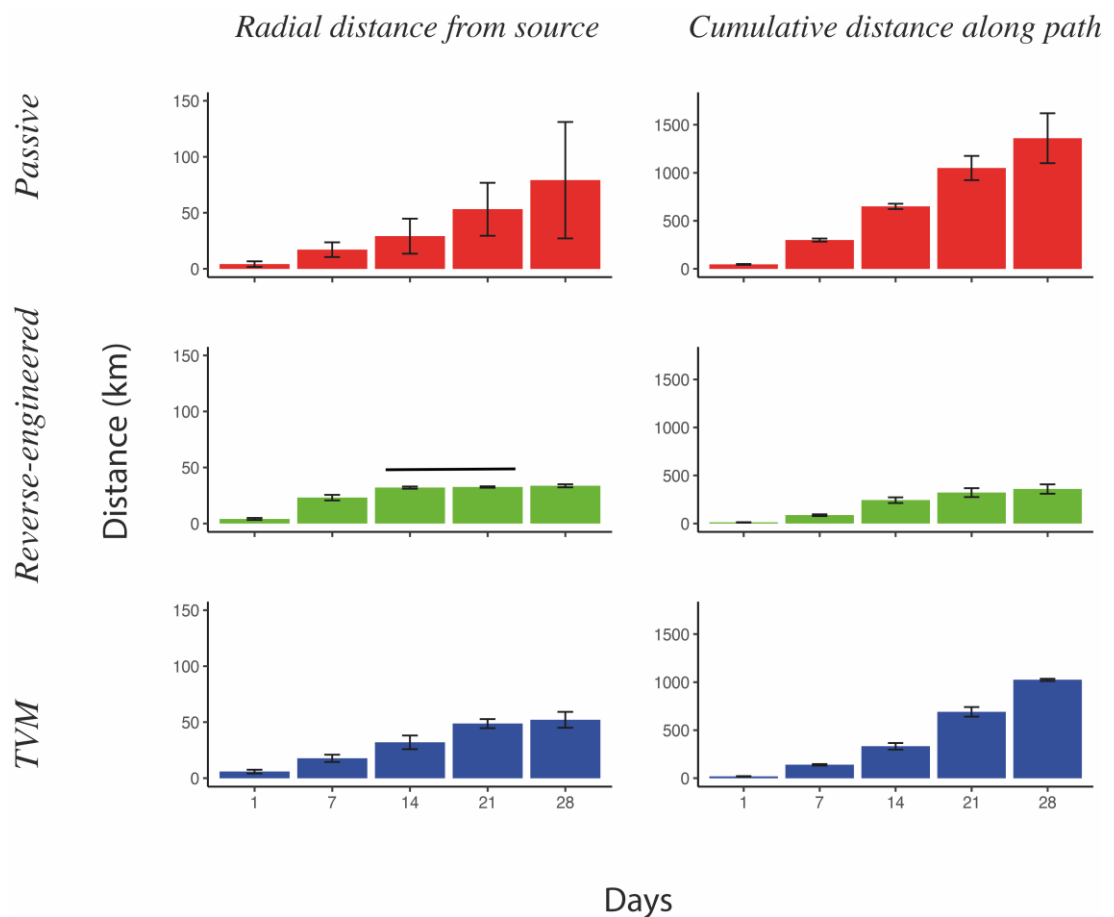 Radial distance from source
Cumulative distance along path
Passive
150
100
50
0
1500
1000
500
0
Reverse-engineered
Distance (km)
150
100
50
0
1500
1000
500
0
TVM
150
100
50
0
1 7 14 21 28
1500
1000
500
0
1 7 14 21 28
Days